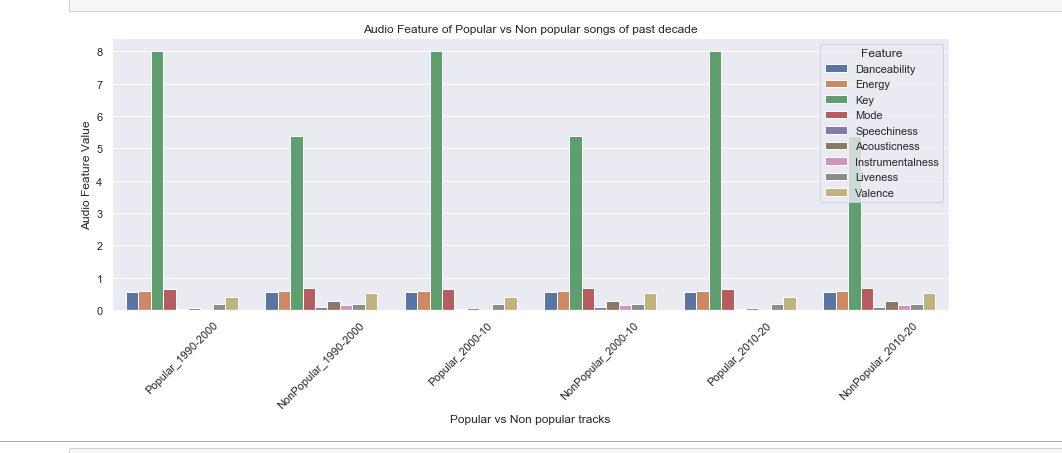 Audio Feature of Popular vs Non popular songs of past decade
Audio Feature Value
8
7
6
5
4
3
2
1
0
Feature
Danceability
Energy
Key
Mode
Speechiness
Acousticness
Instrumentalness
Liveness
Valence
Popular_1990-2000
NonPopular_1990-2000
Popular_2000-10
NonPopular_2000-10
Popular_2010-20
NonPopular_2010-20
Popular vs Non popular tracks